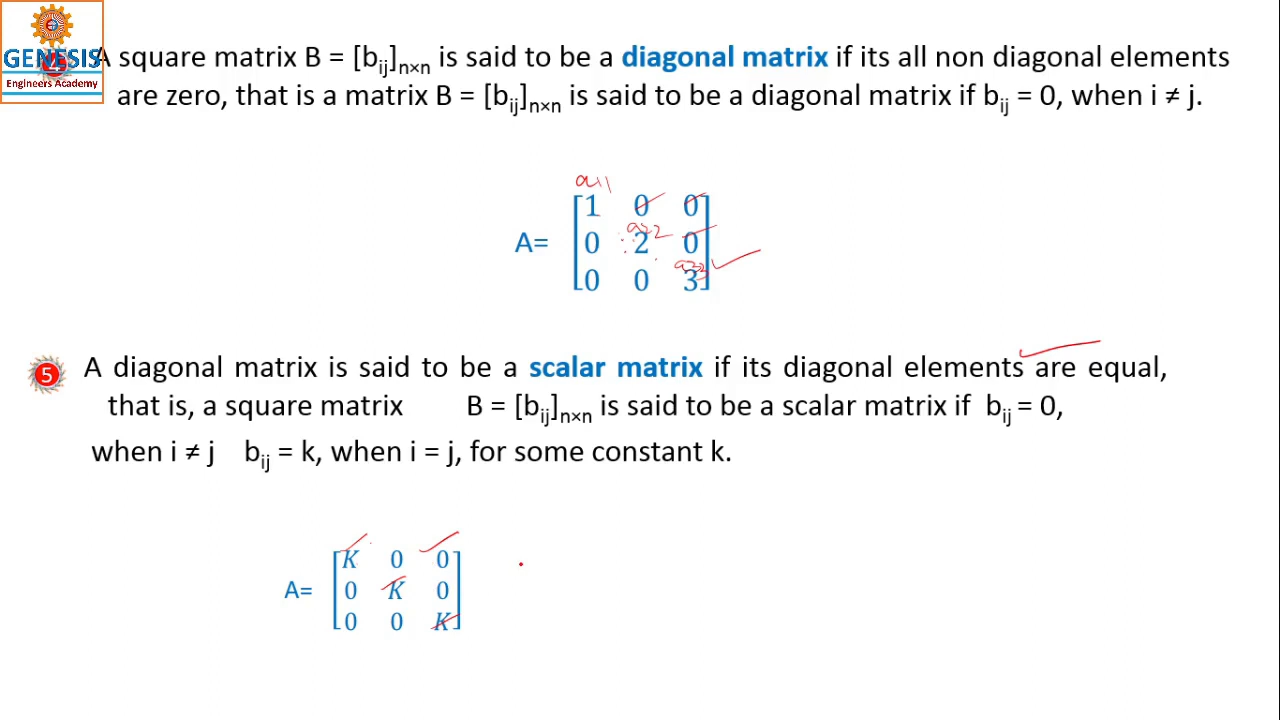 GENESIS
Engineers Academy
A square matrix B = [bij]n×n is said to be a diagonal matrix if its all non diagonal elements
are zero, that is a matrix B = [bij]n×n is said to be a diagonal matrix if bij = 0, when i ≠ j.
a11
1 0 0
a22
A= 0 2 0
a33
0 0 3
5 A diagonal matrix is said to be a scalar matrix if its diagonal elements are equal,
that is, a square matrix B = [bij]n×n is said to be a scalar matrix if bij = 0,
when i ≠ j bij = k, when i = j, for some constant k.
K 0 0
A= 0 K 0
0 0 K